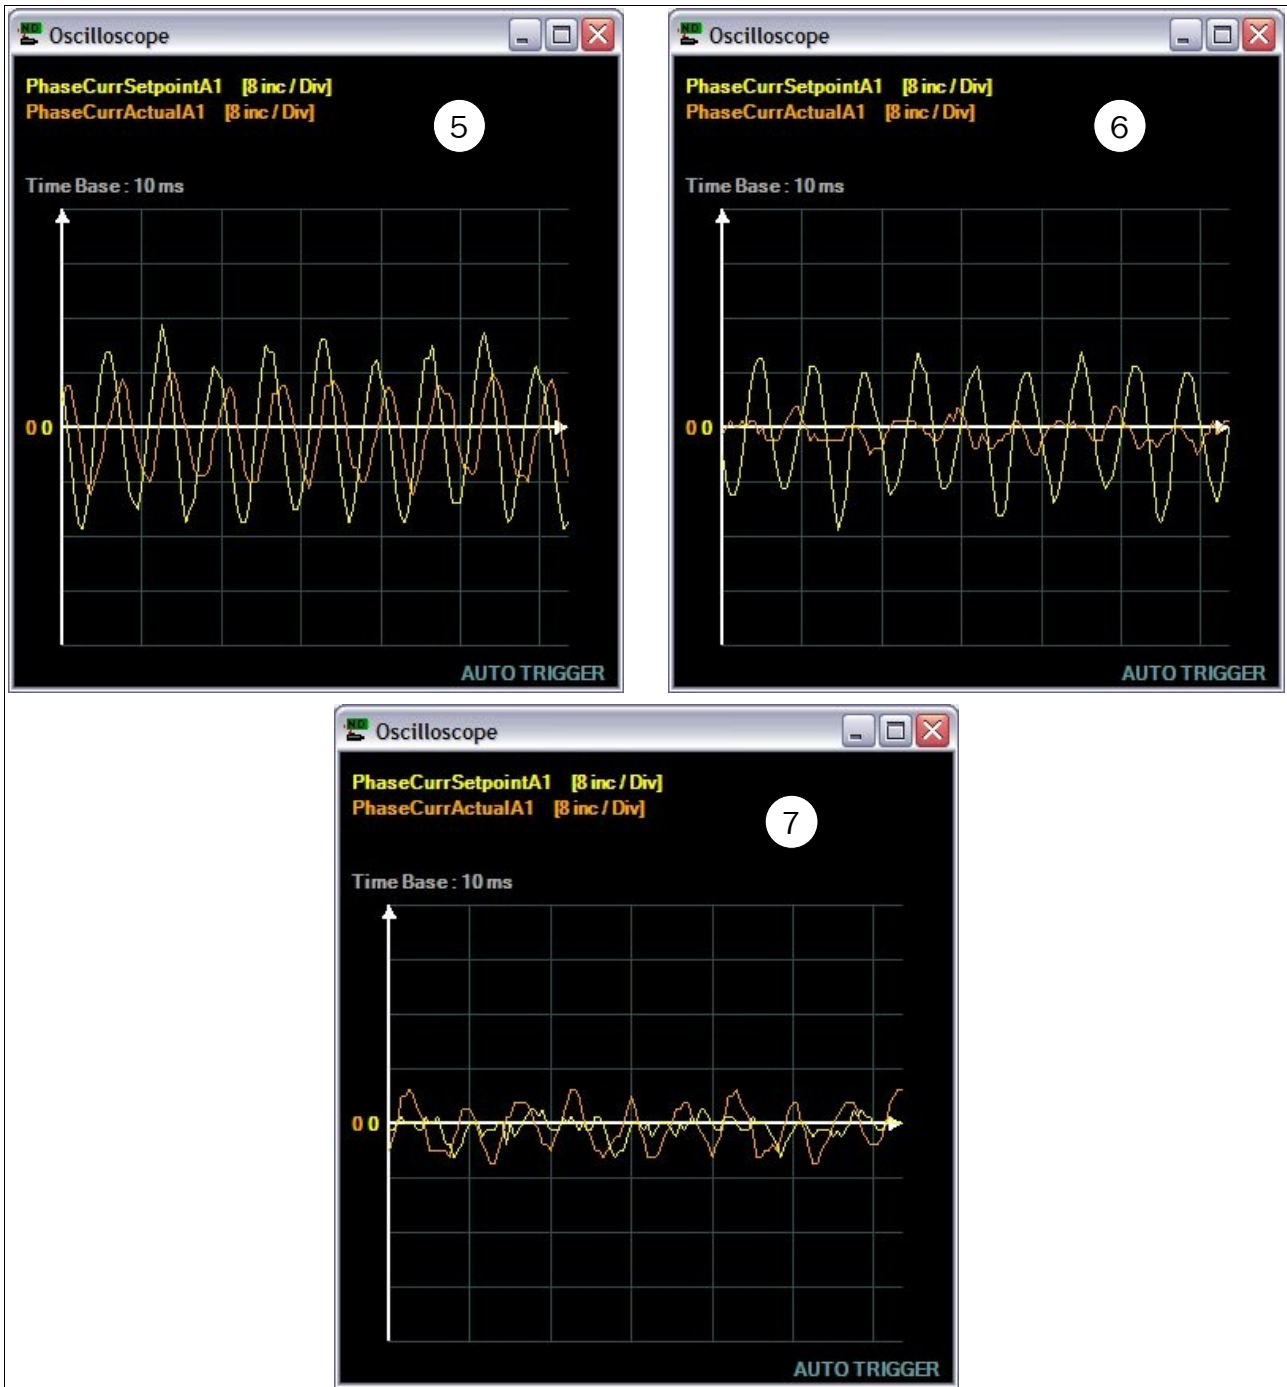 Oscilloscope
PhaseCurrSetpointA1 [8 inc / Div]
PhaseCurrActualA1 [8 inc / Div]
5
Time Base : 10 ms
0 0
AUTO TRIGGER
Oscilloscope
PhaseCurrSetpointA1 [8 inc / Div]
PhaseCurrActualA1 [8 inc / Div]
6
Time Base : 10 ms
0 0
AUTO TRIGGER
Oscilloscope
PhaseCurrSetpointA1 [8 inc / Div]
PhaseCurrActualA1 [8 inc / Div]
7
Time Base : 10 ms
0 0
AUTO TRIGGER